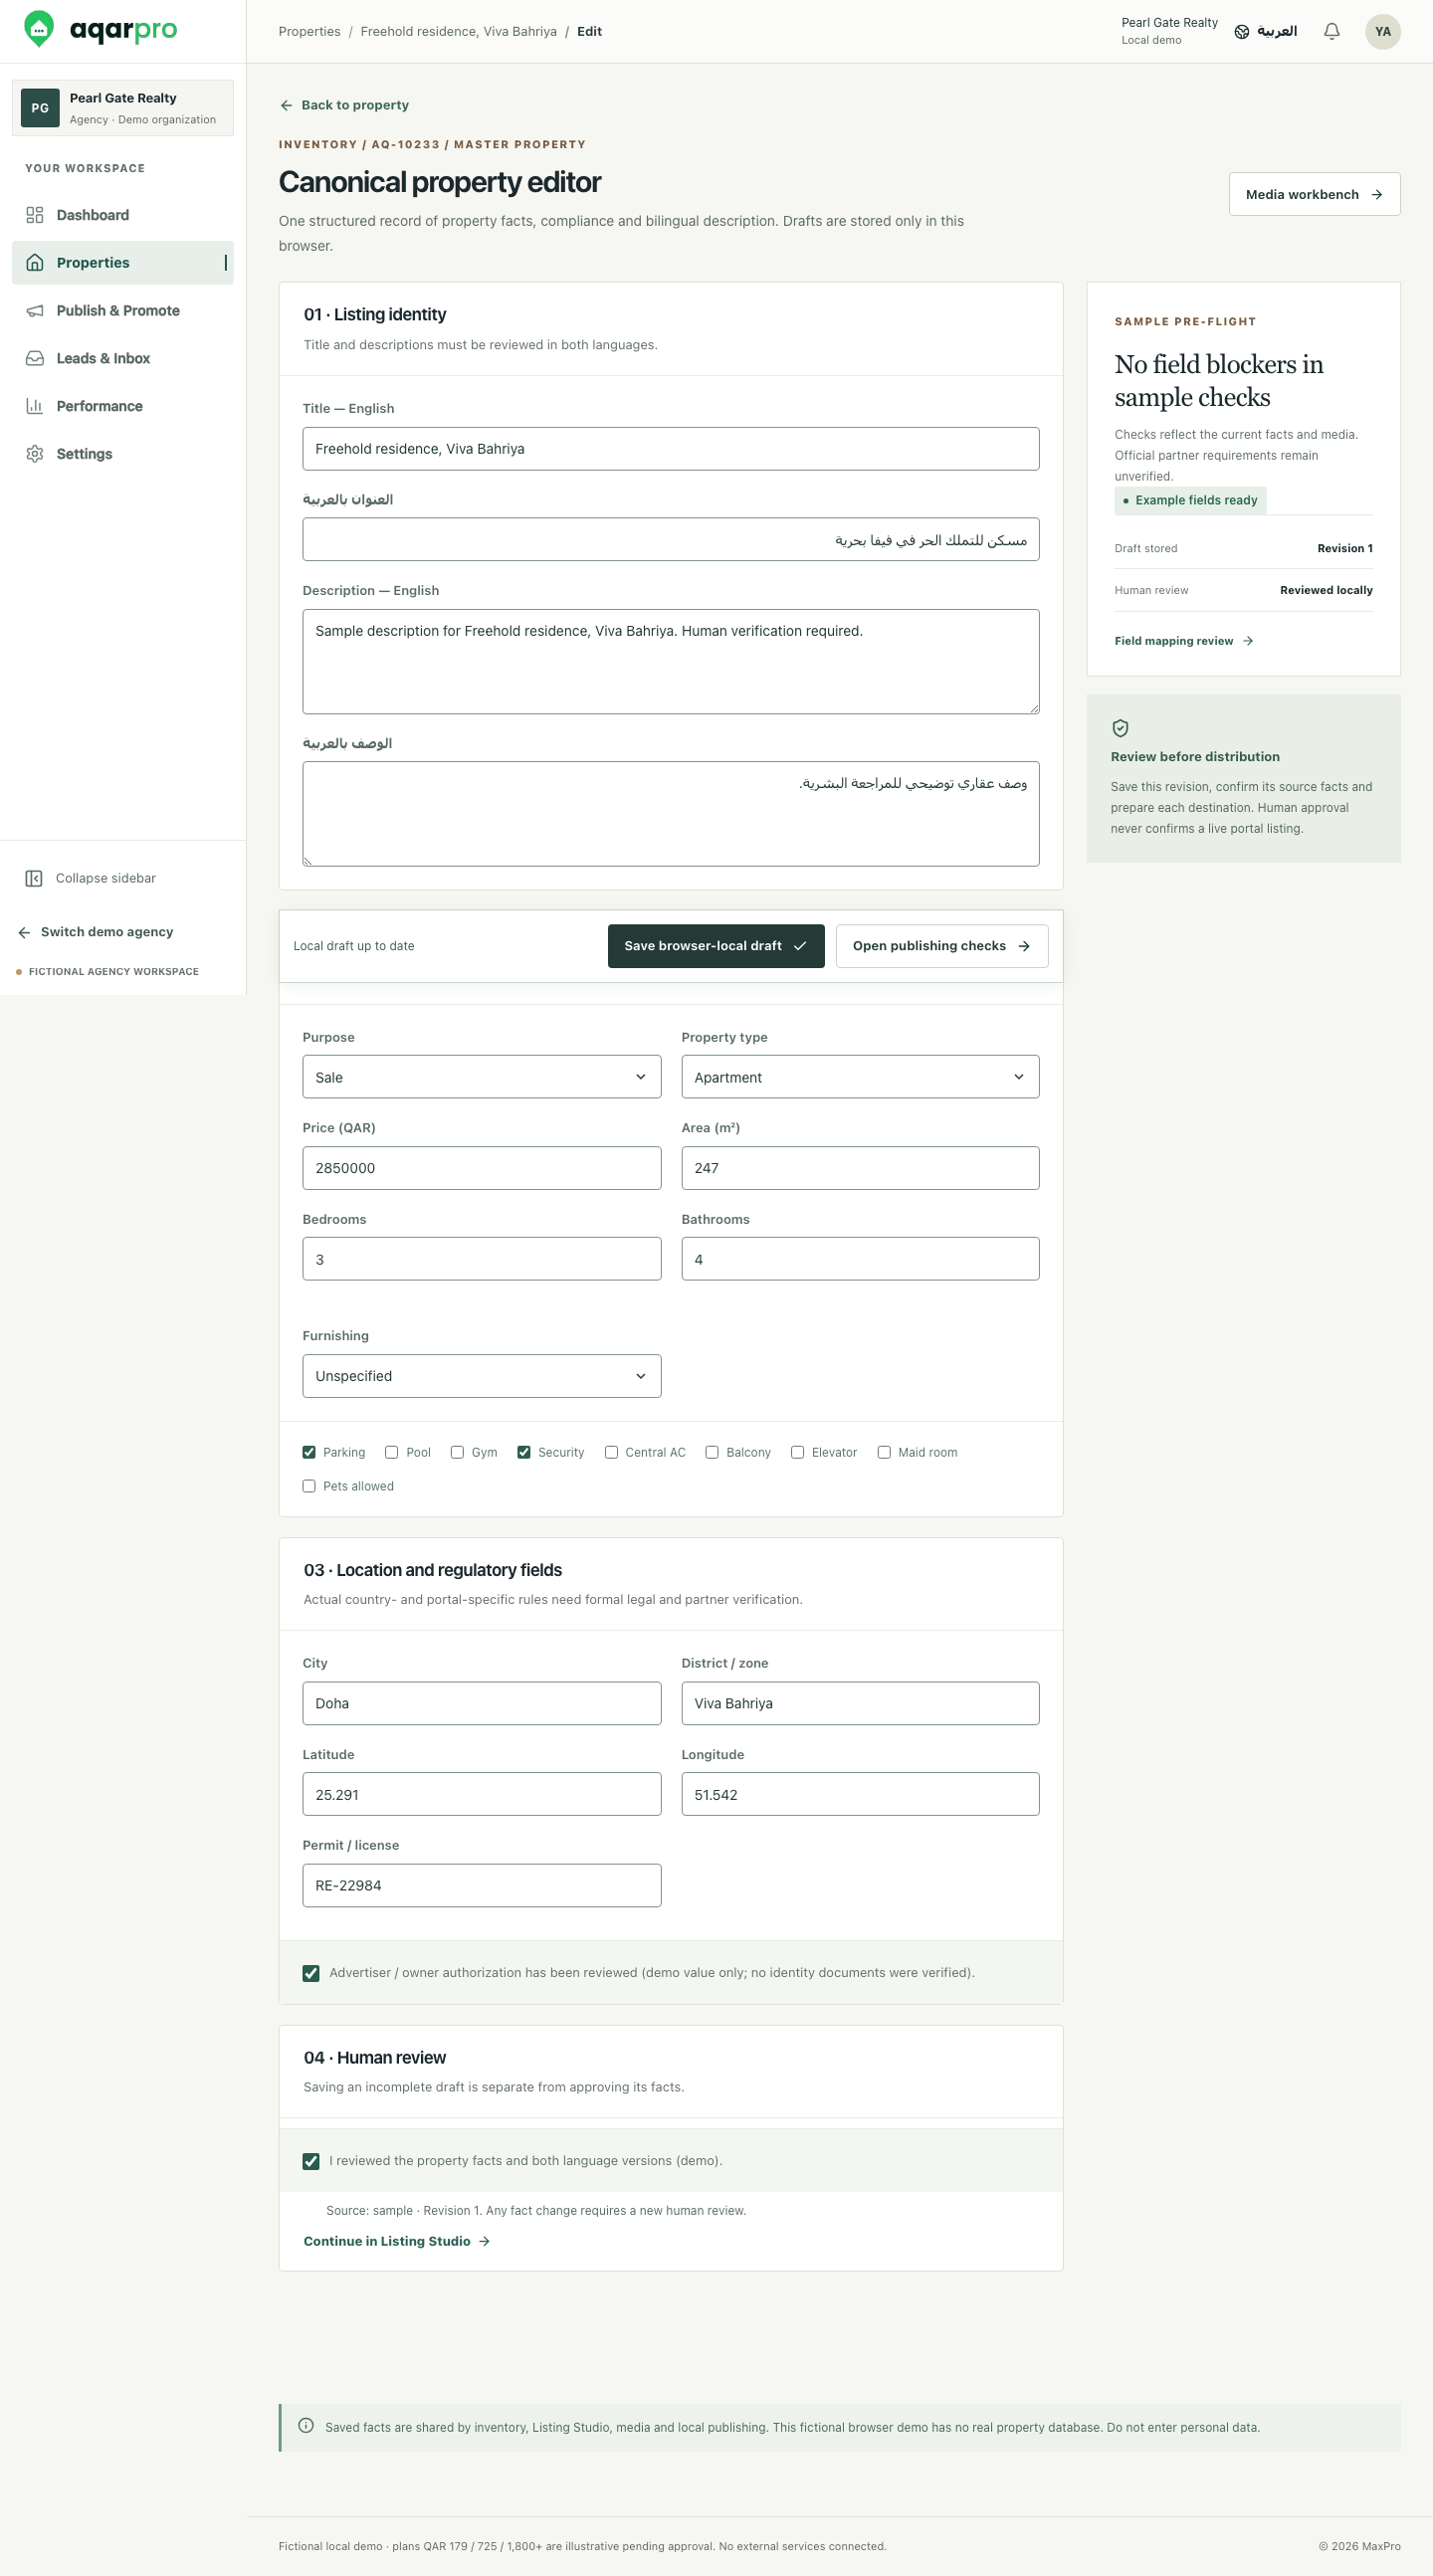 aqarpro
Properties / Freehold residence, Viva Bahriya / Edit
Pearl Gate Realty
Local demo
العربية
YA
PG
Pearl Gate Realty
Agency · Demo organization
YOUR WORKSPACE
Dashboard
Properties
Publish & Promote
Leads & Inbox
Performance
Settings
Collapse sidebar
Switch demo agency
FICTIONAL AGENCY WORKSPACE
Back to property
INVENTORY / AQ-10233 / MASTER PROPERTY
Canonical property editor
One structured record of property facts, compliance and bilingual description. Drafts are stored only in this
browser.
Media workbench
01 · Listing identity
Title and descriptions must be reviewed in both languages.
Title — English
Freehold residence, Viva Bahriya
العنوان بالعربية
مسكن للتملك الحر في فيفا بحرية
Description — English
Sample description for Freehold residence, Viva Bahriya. Human verification required.
الوصف بالعربية
وصف عقاري توضيحي للمراجعة البشرية.
Local draft up to date
Save browser-local draft
Open publishing checks
Purpose
Property type
Sale
Apartment
Price (QAR)
Area (m²)
2850000
247
Bedrooms
Bathrooms
3
4
Furnishing
Unspecified
Parking
Pool
Gym
Security
Central AC
Balcony
Elevator
Maid room
Pets allowed
03 · Location and regulatory fields
Actual country- and portal-specific rules need formal legal and partner verification.
City
District / zone
Doha
Viva Bahriya
Latitude
Longitude
25.291
51.542
Permit / license
RE-22984
Advertiser / owner authorization has been reviewed (demo value only; no identity documents were verified).
04 · Human review
Saving an incomplete draft is separate from approving its facts.
I reviewed the property facts and both language versions (demo).
Source: sample · Revision 1. Any fact change requires a new human review.
Continue in Listing Studio
SAMPLE PRE-FLIGHT
No field blockers in
sample checks
Checks reflect the current facts and media.
Official partner requirements remain
unverified.
Example fields ready
Draft stored
Revision 1
Human review
Reviewed locally
Field mapping review
Review before distribution
Save this revision, confirm its source facts and
prepare each destination. Human approval
never confirms a live portal listing.
Saved facts are shared by inventory, Listing Studio, media and local publishing. This fictional browser demo has no real property database. Do not enter personal data.
Fictional local demo · plans QAR 179 / 725 / 1,800+ are illustrative pending approval. No external services connected.
© 2026 MaxPro